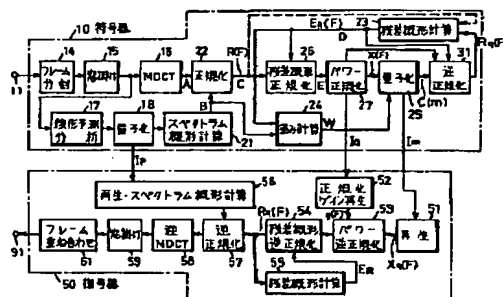 10 符号器
14
15
16
22
R(F)
E_R(F)
D
23
残差概形計算
Rq(F)
26
X(F)
31
11
フレーム分割
窓掛け
MDCT
A
正規化
C
残差概形正規化
E
パワー正規化
27
量子化
25
C(m)
逆正規化
17
18
B
24
線形予測分析
量子化
スペクトラム概形計算
21
重み計算
W
Ip
Iq
Im
56
再生・スペクトラム概形計算
正規化ゲイン再生
52
Rq(F)
54
g(F)
53
51
91
フレーム重ね合わせ
61
窓掛け
59
逆MDCT
58
逆正規化
57
残差概形逆正規化
パワー逆正規化
再生
Xq(F)
残差概形計算
55
E_R
50 復号器